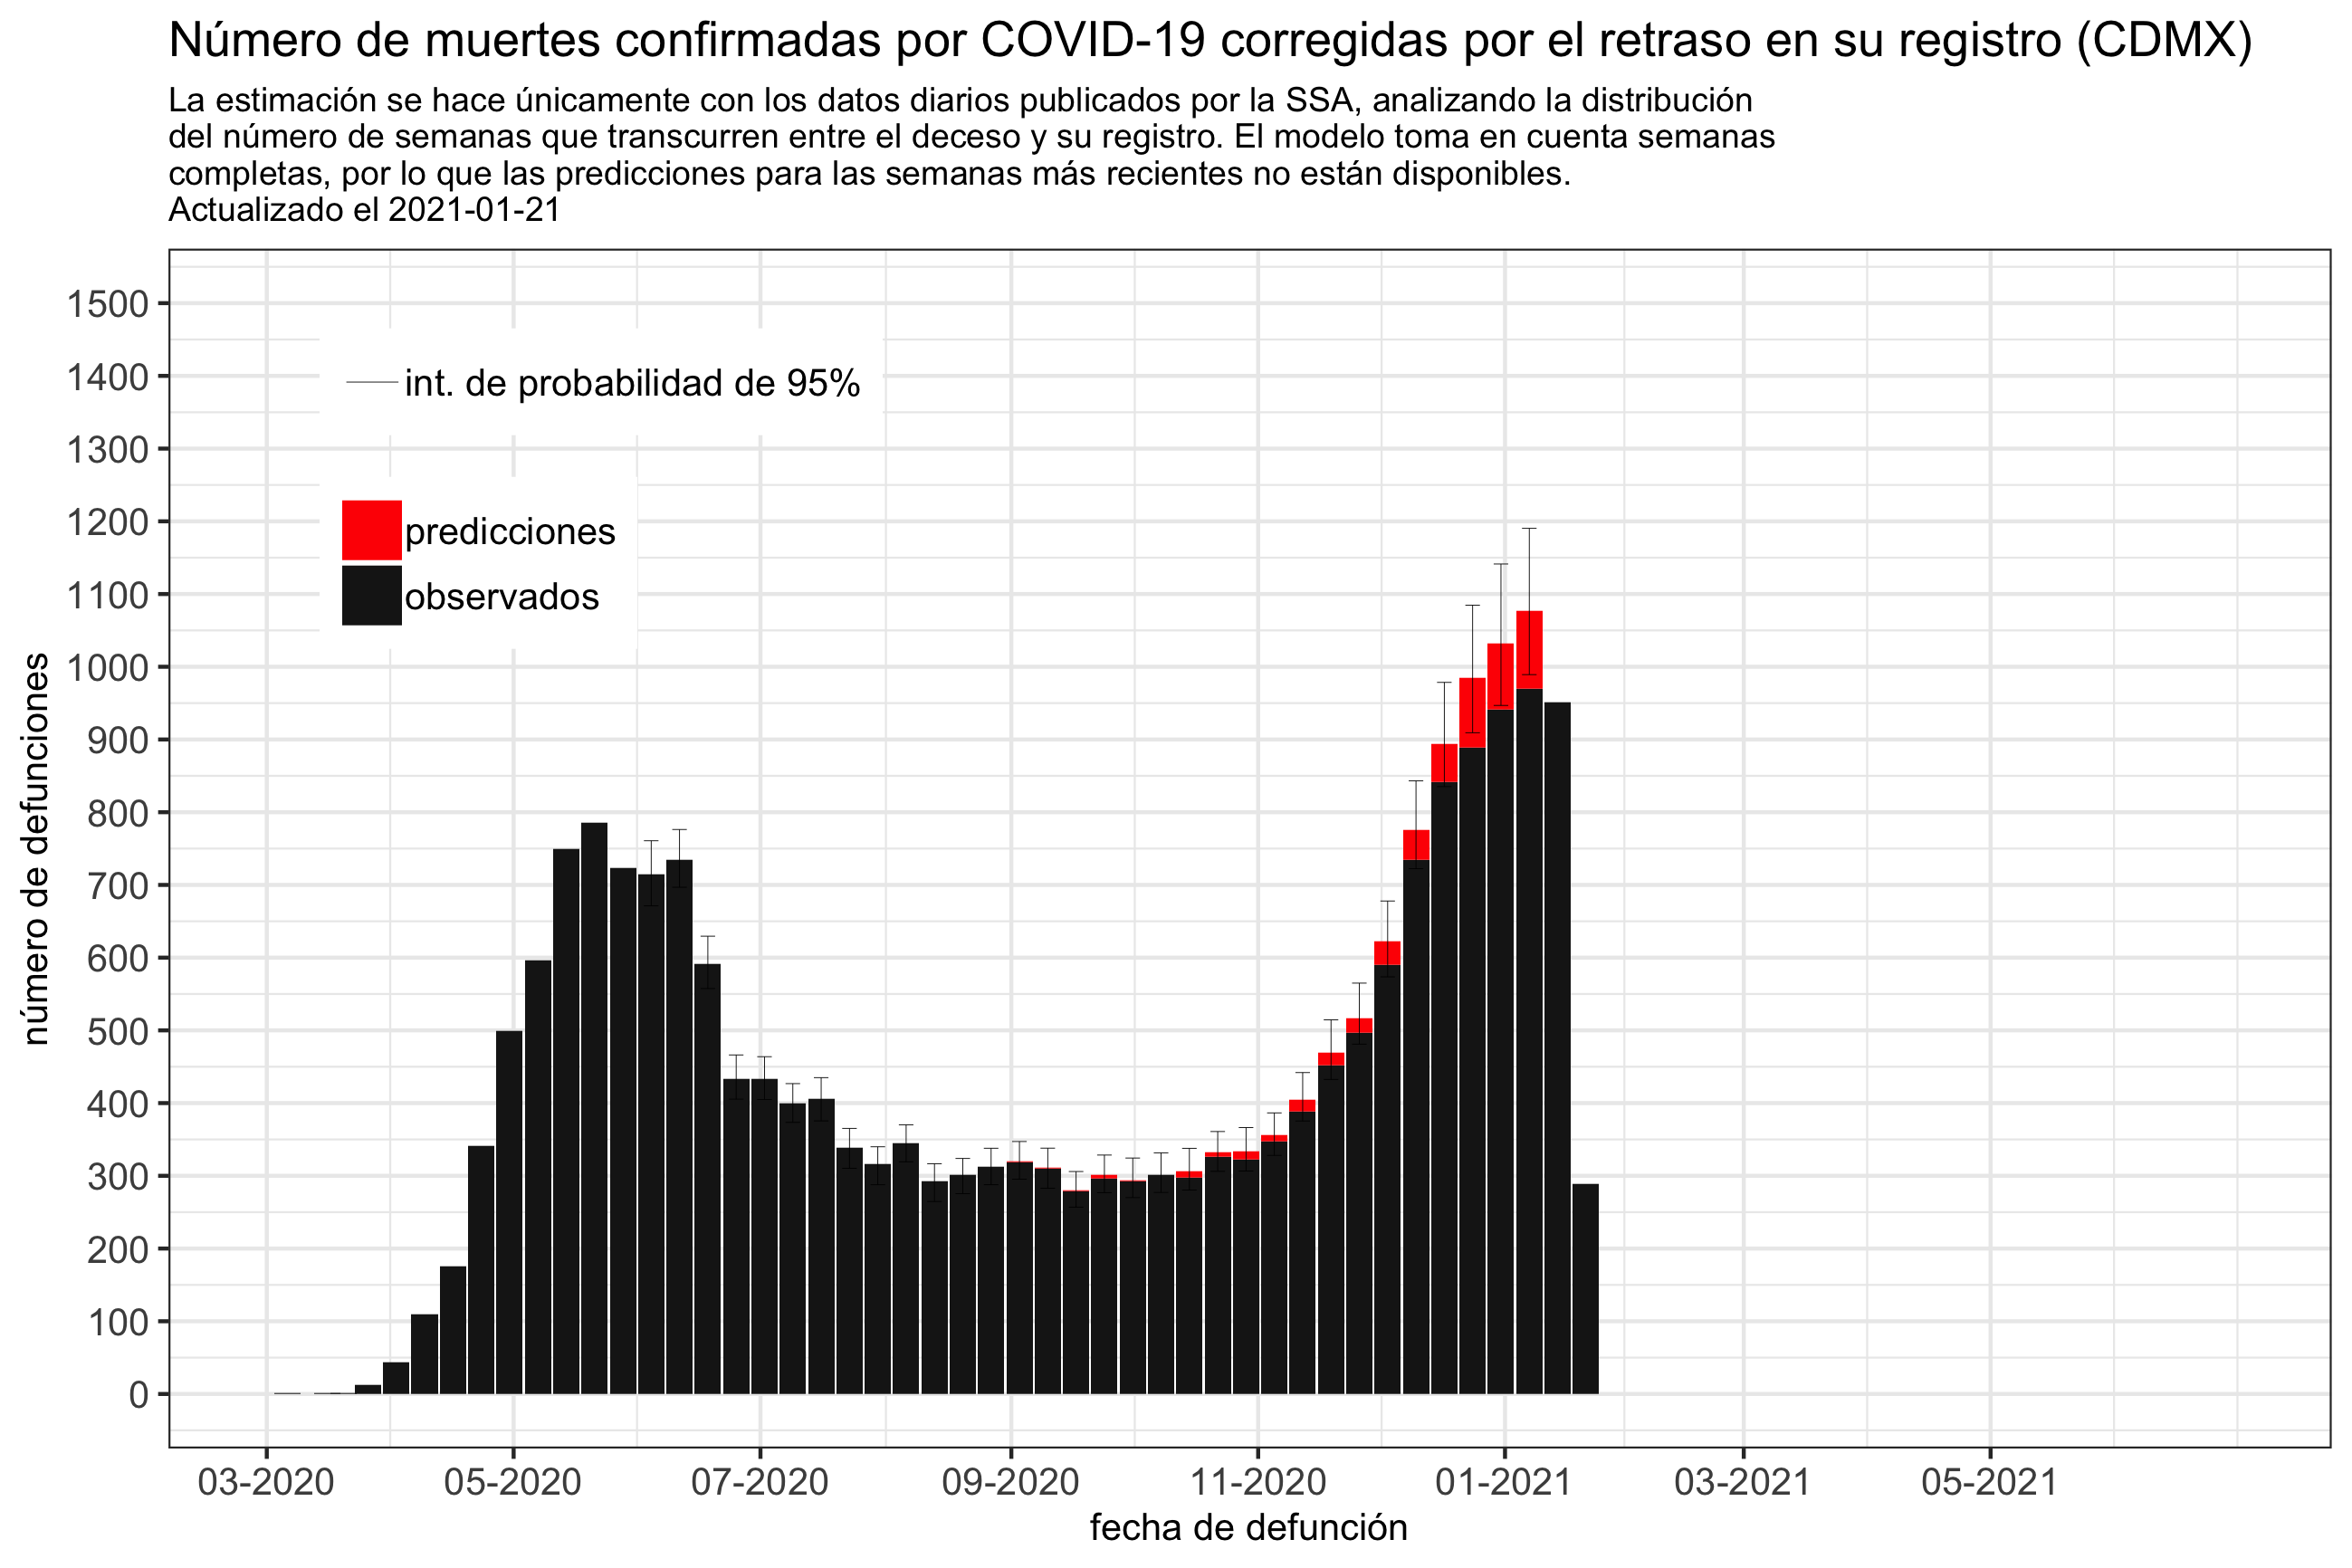 Número de muertes confirmadas por COVID-19 corregidas por el retraso en su registro (CDMX)
La estimación se hace únicamente con los datos diarios publicados por la SSA, analizando la distribución
del número de semanas que transcurren entre el deceso y su registro. El modelo toma en cuenta semanas
completas, por lo que las predicciones para las semanas más recientes no están disponibles.
Actualizado el 2021-01-21
número de defunciones
1500
1400
1300
1200
1100
1000
900
800
700
600
500
400
300
200
100
0
int. de probabilidad de 95%
predicciones
observados
03-2020 05-2020 07-2020 09-2020 11-2020 01-2021 03-2021 05-2021
fecha de defunción